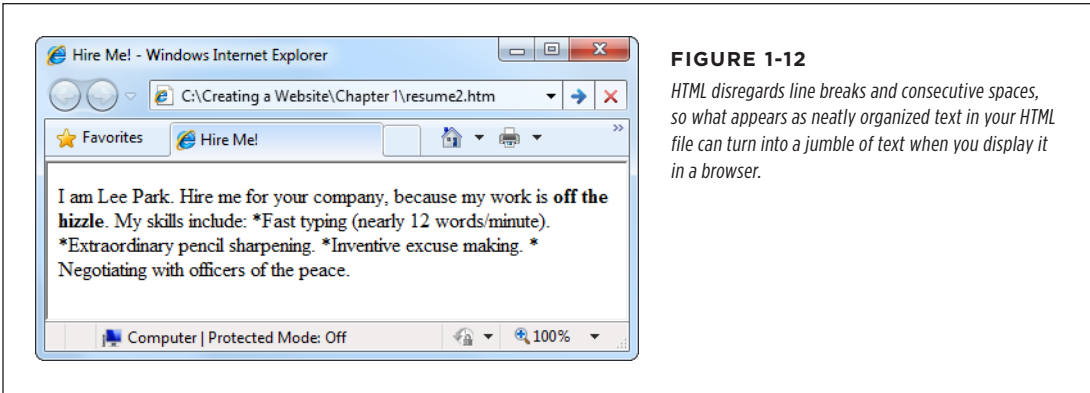 Hire Me! - Windows Internet Explorer
C:\Creating a Website\Chapter 1\resume2.htm
Favorites
Hire Me!
I am Lee Park. Hire me for your company, because my work is off the
hizzle. My skills include: *Fast typing (nearly 12 words/minute).
*Extraordinary pencil sharpening. *Inventive excuse making. *
Negotiating with officers of the peace.
Computer | Protected Mode: Off
100%
FIGURE 1-12
HTML disregards line breaks and consecutive spaces,
so what appears as neatly organized text in your HTML
file can turn into a jumble of text when you display it
in a browser.